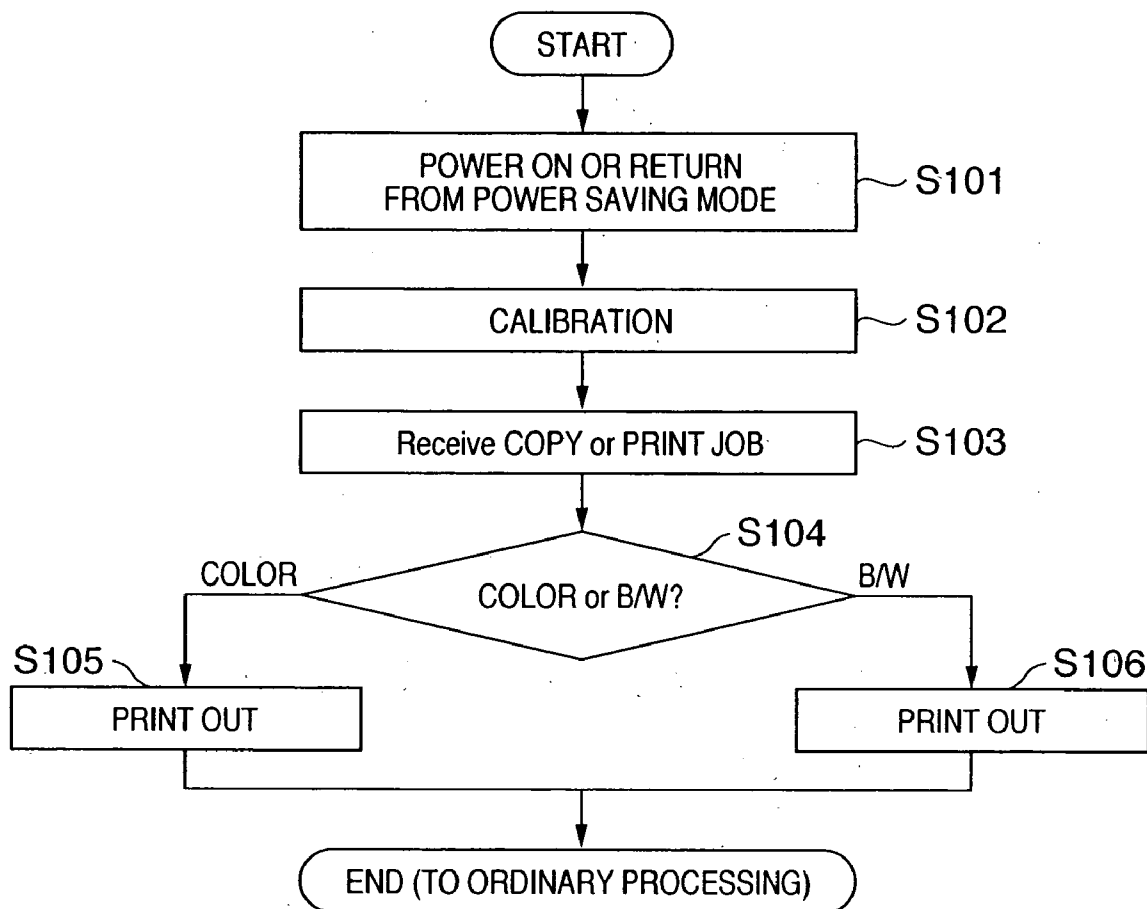 START
POWER ON OR RETURN
FROM POWER SAVING MODE
S101
CALIBRATION
S102
Receive COPY or PRINT JOB
S103
S104
COLOR
COLOR or B/W?
B/W
S105
PRINT OUT
S106
PRINT OUT
END (TO ORDINARY PROCESSING)